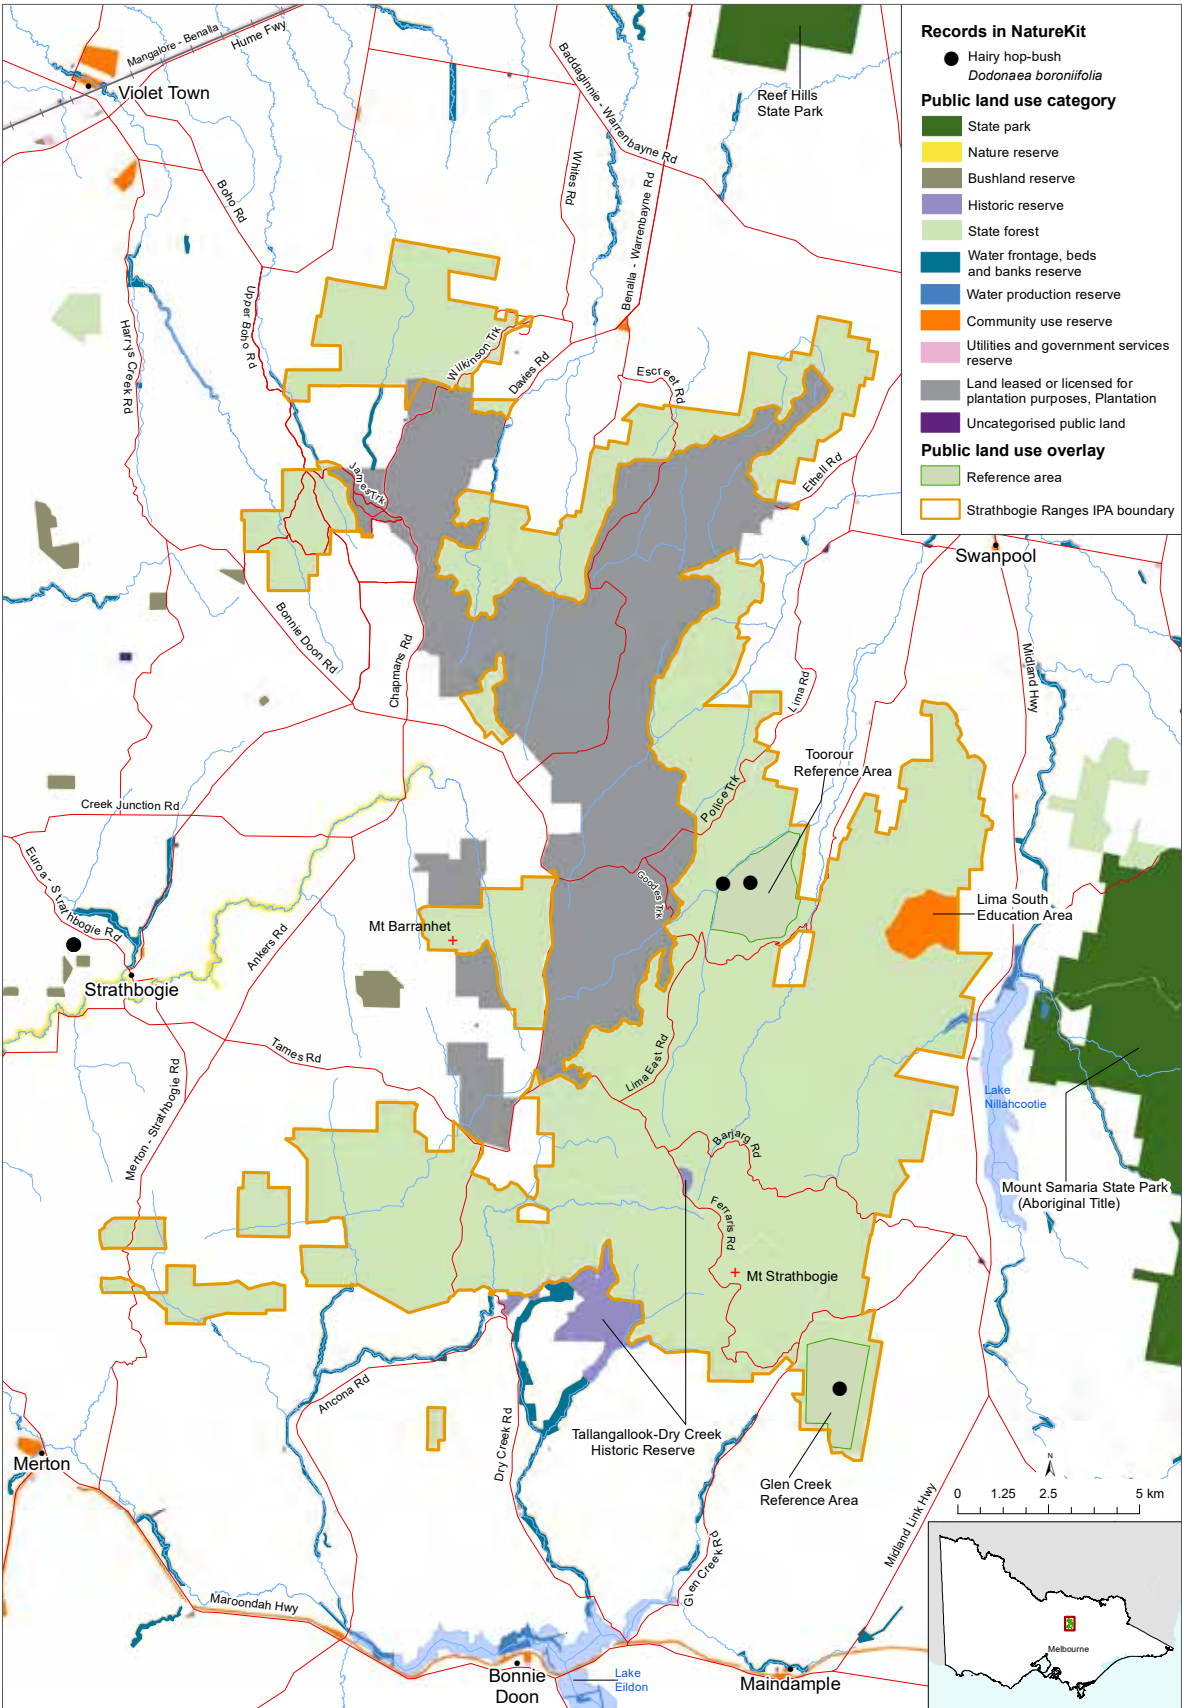 Records in NatureKit
Hairy hop-bush
Dodonaea boroniifolia
Public land use category
State park
Nature reserve
Bushland reserve
Historic reserve
State forest
Water frontage, beds
and banks reserve
Water production reserve
Community use reserve
Utilities and government services
reserve
Land leased or licensed for
plantation purposes, Plantation
Uncategorised public land
Public land use overlay
Reference area
Strathbogie Ranges IPA boundary
Mangalore - Benalla
Hume Fwy
Violet Town
Baddaginnie - Warrenbayne Rd
Reef Hills
State Park
Whites Rd
Boho Rd
Benalla - Warrenbayne Rd
Upper Boho Rd
Harrys Creek Rd
Wilkinson Trk
Davies Rd
Escreet Rd
James Trk
Ethell Rd
Swanpool
Bonnie Doon Rd
Chapmans Rd
Lima Rd
Midland Hwy
Toorour
Reference Area
Police Trk
Creek Junction Rd
Euroa - Strathbogie Rd
Goodes Trk
Lima South
Education Area
Mt Barranhet
Ankers Rd
Strathbogie
Tames Rd
Lima East Rd
Merton - Strathbogie Rd
Lake
Nillahcootie
Barjarg Rd
Mount Samaria State Park
(Aboriginal Title)
Ferraris Rd
Mt Strathbogie
Ancona Rd
Dry Creek Rd
Tallangallook-Dry Creek
Historic Reserve
Merton
Glen Creek
Reference Area
N
0 1.25 2.5 5 km
Midland Link Hwy
Glen Creek Rd
Maroondah Hwy
Bonnie
Doon
Lake
Eildon
Maindample
Melbourne